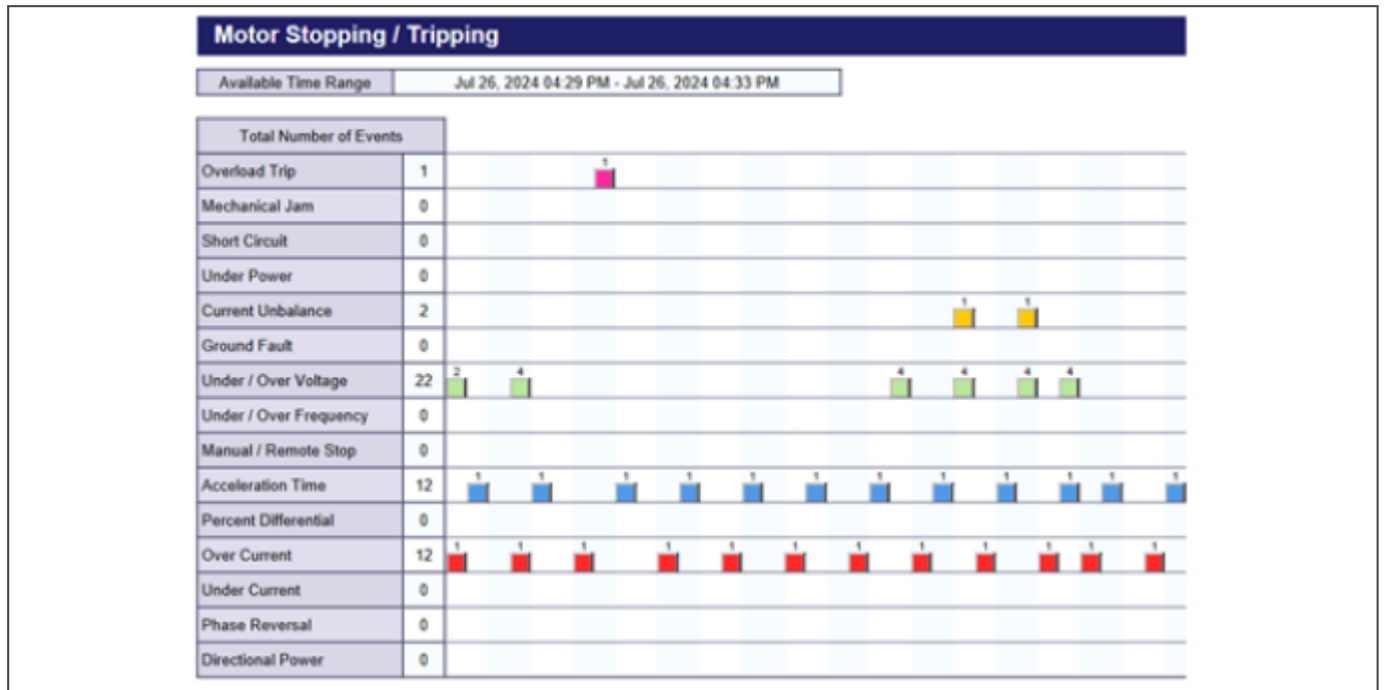 Motor Stopping / Tripping
Available Time Range Jul 26, 2024 04:29 PM - Jul 26, 2024 04:33 PM
Total Number of Events
Overload Trip 1 1
Mechanical Jam 0
Short Circuit 0
Under Power 0
Current Unbalance 2 1 1
Ground Fault 0
Under / Over Voltage 22 2 4 4 4 4 4
Under / Over Frequency 0
Manual / Remote Stop 0
Acceleration Time 12 1 1 1 1 1 1 1 1 1 1 1 1
Percent Differential 0
Over Current 12 1 1 1 1 1 1 1 1 1 1 1 1
Under Current 0
Phase Reversal 0
Directional Power 0